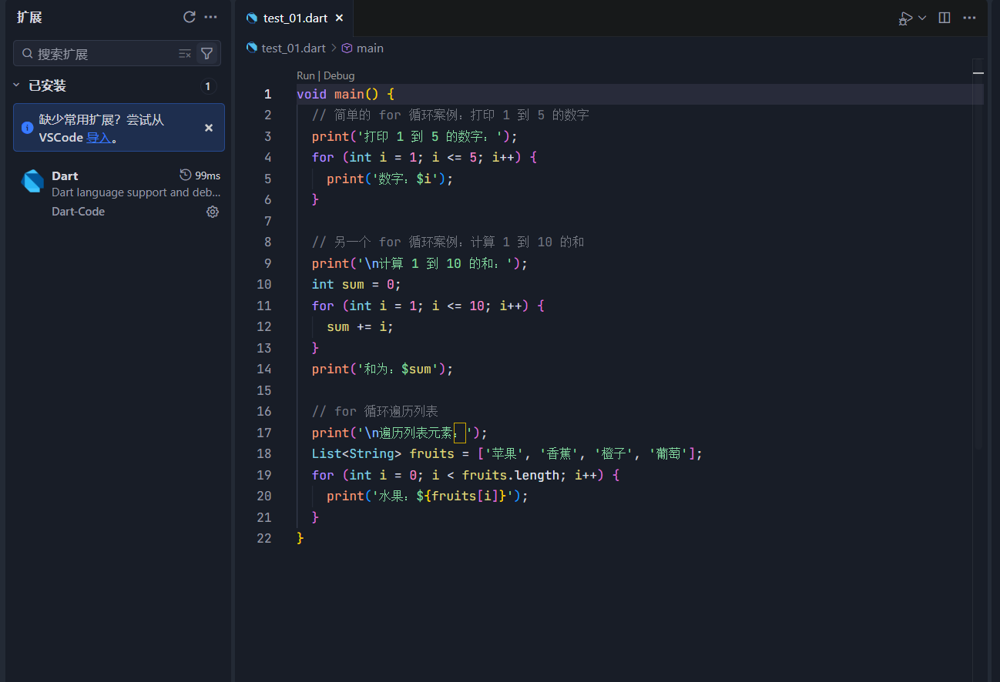 扩展
搜索扩展
已安装
1
缺少常用扩展？尝试从
VSCode 导入。
Dart
99ms
Dart language support and deb...
Dart-Code
test_01.dart
test_01.dart > main
Run | Debug
1 void main() {
2 // 简单的 for 循环案例：打印 1 到 5 的数字
3 print('打印 1 到 5 的数字：');
4 for (int i = 1; i <= 5; i++) {
5 print('数字：$i');
6 }
7
8 // 另一个 for 循环案例：计算 1 到 10 的和
9 print('\n计算 1 到 10 的和：');
10 int sum = 0;
11 for (int i = 1; i <= 10; i++) {
12 sum += i;
13 }
14 print('和为：$sum');
15
16 // for 循环遍历列表
17 print('\n遍历列表元素：');
18 List<String> fruits = ['苹果', '香蕉', '橙子', '葡萄'];
19 for (int i = 0; i < fruits.length; i++) {
20 print('水果：${fruits[i]}');
21 }
22 }